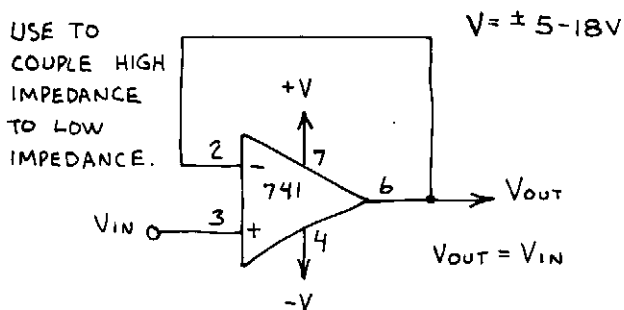 USE TO
COUPLE HIGH
IMPEDANCE
TO LOW
IMPEDANCE.
V = ± 5-18V
+V
2
-
7
741
6
VOUT
VIN
3
+
4
VOUT = VIN
-V